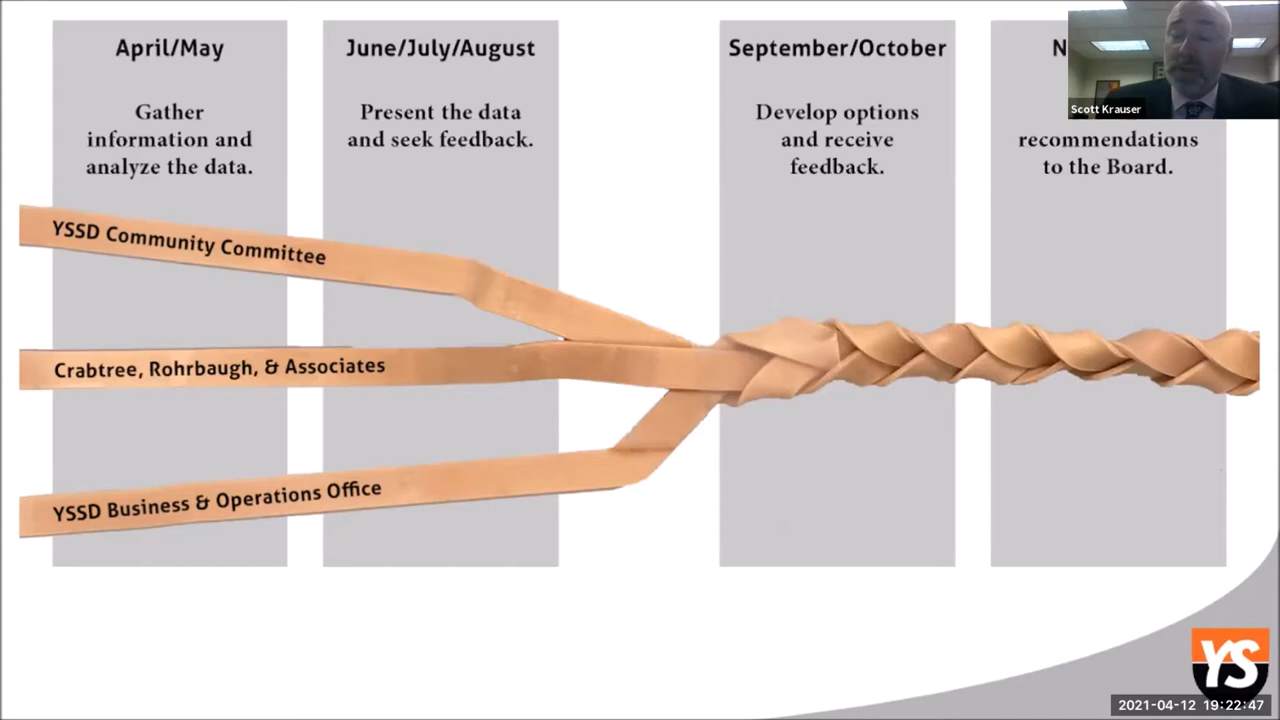 April/May
Gather
information and
analyze the data.
June/July/August
Present the data
and seek feedback.
September/October
Develop options
and receive
feedback.
N
recommendations
to the Board.
Scott Krauser
YSSD Community Committee
Crabtree, Rohrbaugh, & Associates
YSSD Business & Operations Office
YS
2021-04-12 19:22:47